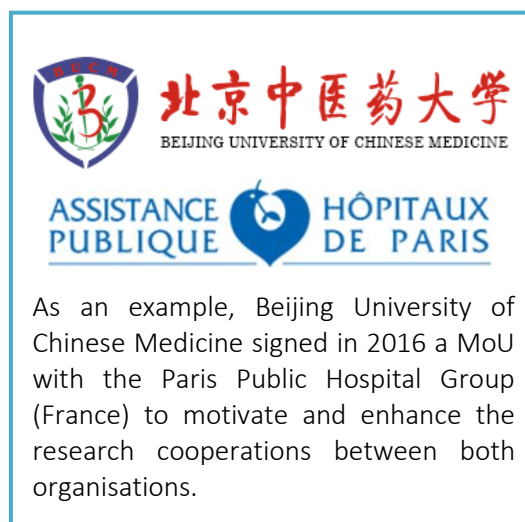 BUCM
北京中医药大学
BEIJING UNIVERSITY OF CHINESE MEDICINE
ASSISTANCE HÔPITAUX
PUBLIQUE DE PARIS
As an example, Beijing University of
Chinese Medicine signed in 2016 a MoU
with the Paris Public Hospital Group
(France) to motivate and enhance the
research cooperations between both
organisations.